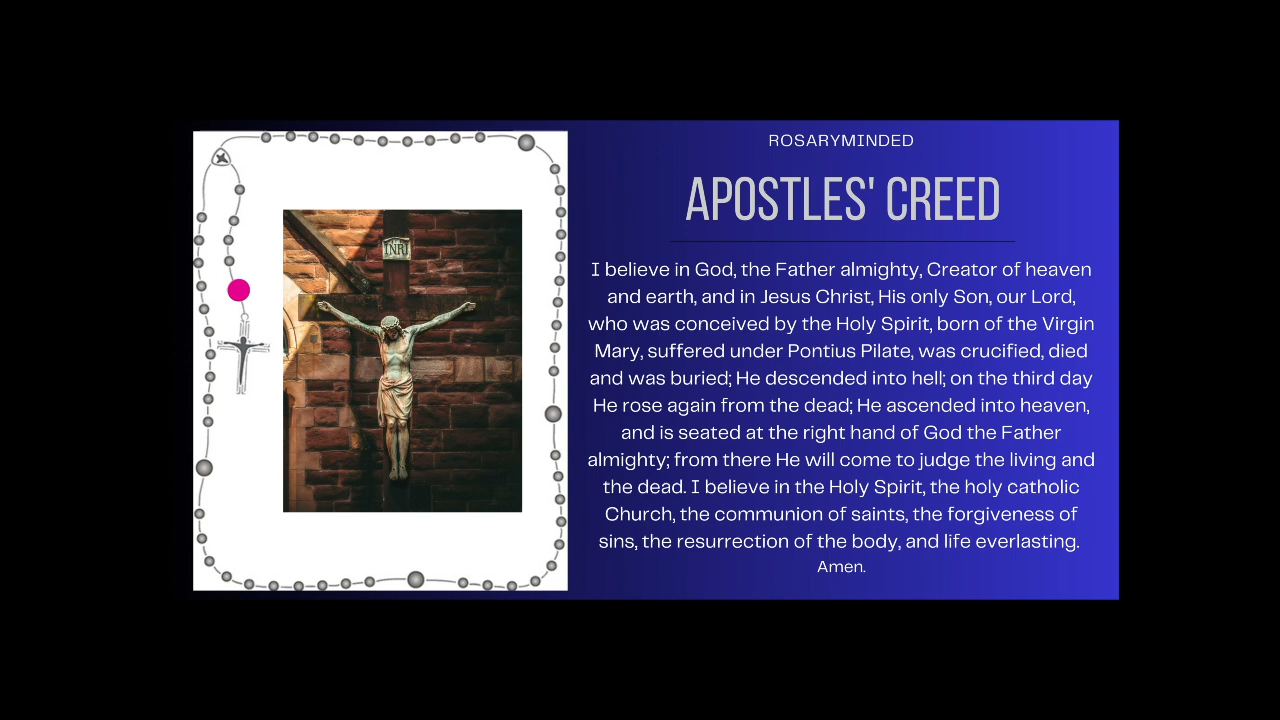 INRI
ROSARYMINDED
APOSTLES' CREED
I believe in God, the Father almighty, Creator of heaven
and earth, and in Jesus Christ, His only Son, our Lord,
who was conceived by the Holy Spirit, born of the Virgin
Mary, suffered under Pontius Pilate, was crucified, died
and was buried; He descended into hell; on the third day
He rose again from the dead; He ascended into heaven,
and is seated at the right hand of God the Father
almighty; from there He will come to judge the living and
the dead. I believe in the Holy Spirit, the holy catholic
Church, the communion of saints, the forgiveness of
sins, the resurrection of the body, and life everlasting.
Amen.